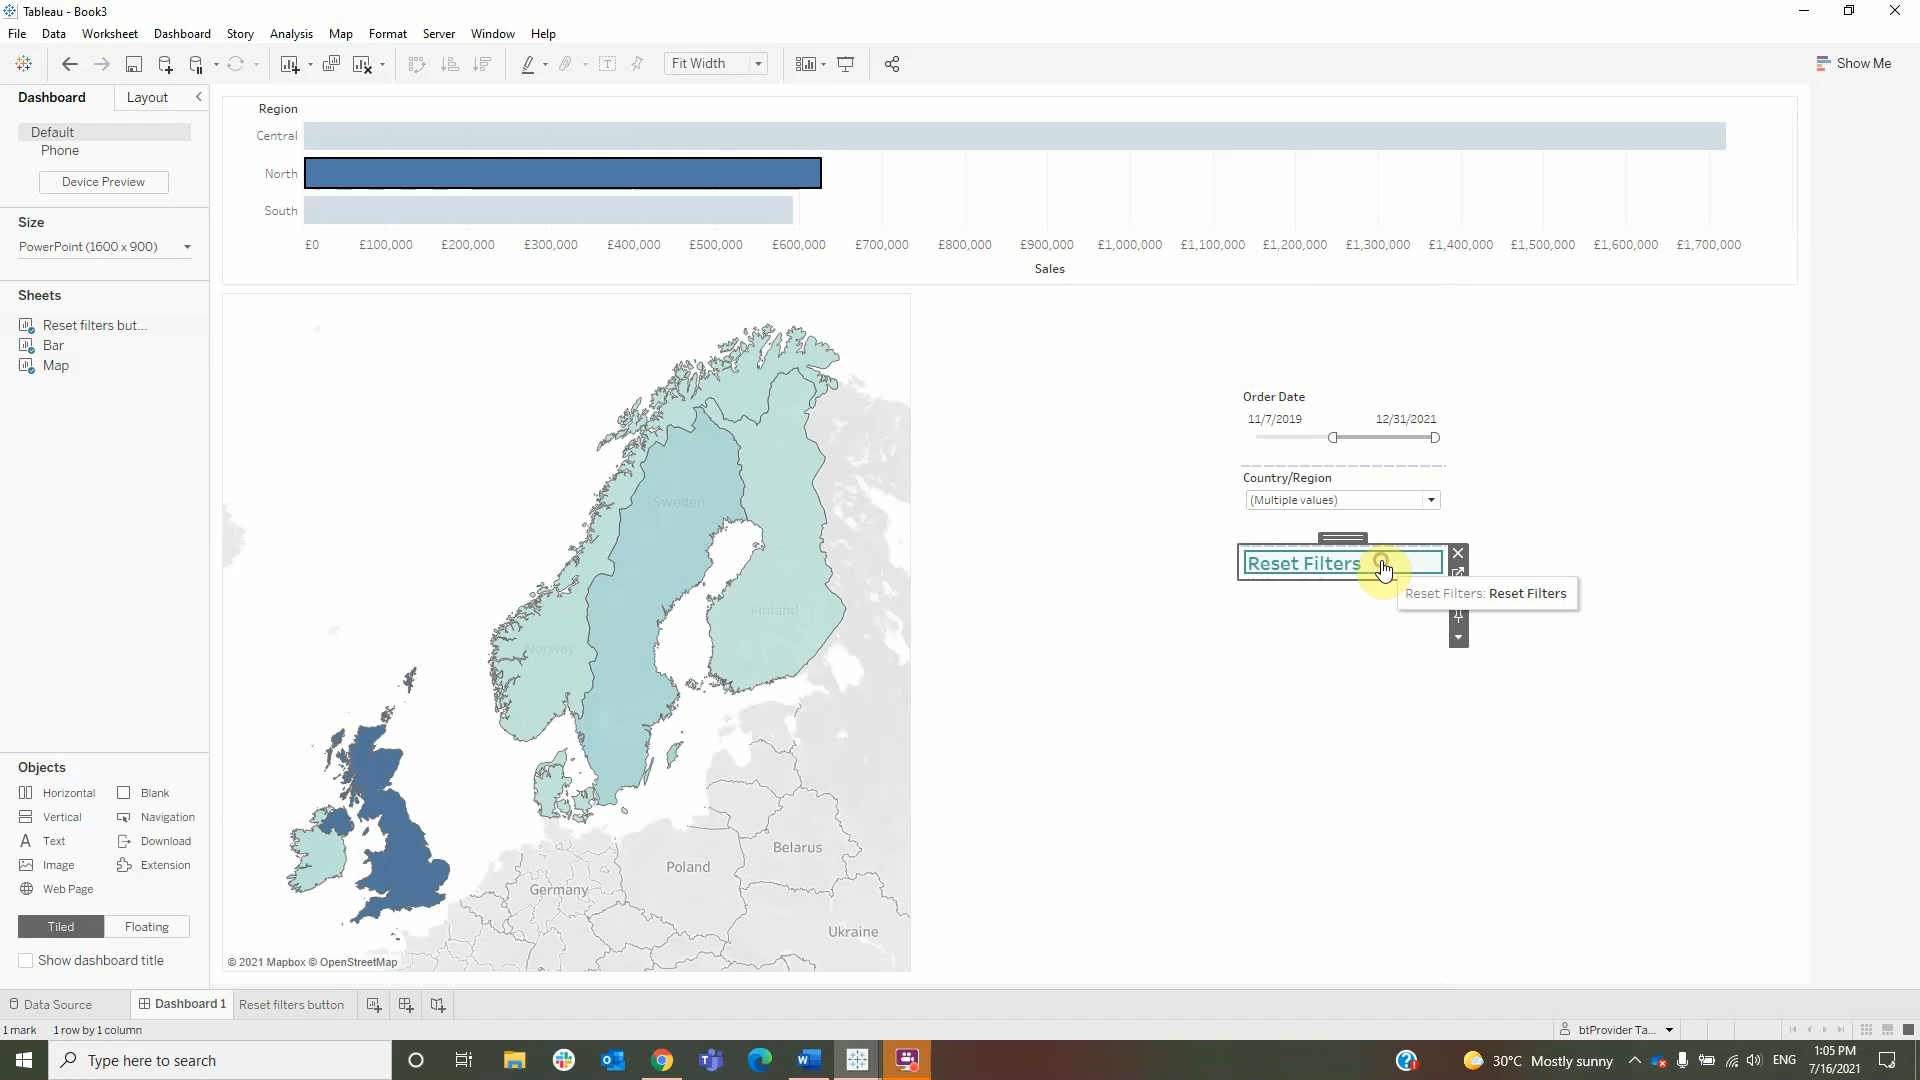 Tableau - Book3
File Data Worksheet Dashboard Story Analysis Map Format Server Window Help
Fit Width
Show Me
Dashboard Layout
Default
Phone
Device Preview
Size
PowerPoint (1600 x 900)
Sheets
Reset filters but...
Bar
Map
Region
Central
North
South
£0 £100,000 £200,000 £300,000 £400,000 £500,000 £600,000 £700,000 £800,000 £900,000 £1,000,000 £1,100,000 £1,200,000 £1,300,000 £1,400,000 £1,500,000 £1,600,000 £1,700,000
Sales
Sweden
Finland
Norway
Belarus
Poland
Germany
Ukraine
© 2021 Mapbox © OpenStreetMap
Order Date
11/7/2019 12/31/2021
Country/Region
(Multiple values)
Reset Filters
Reset Filters: Reset Filters
Objects
Horizontal Blank
Vertical Navigation
Text Download
Image Extension
Web Page
Tiled Floating
Show dashboard title
Data Source Dashboard 1 Reset filters button
1 mark 1 row by 1 column
btProvider Ta...
Type here to search
30°C Mostly sunny
ENG
1:05 PM
7/16/2021